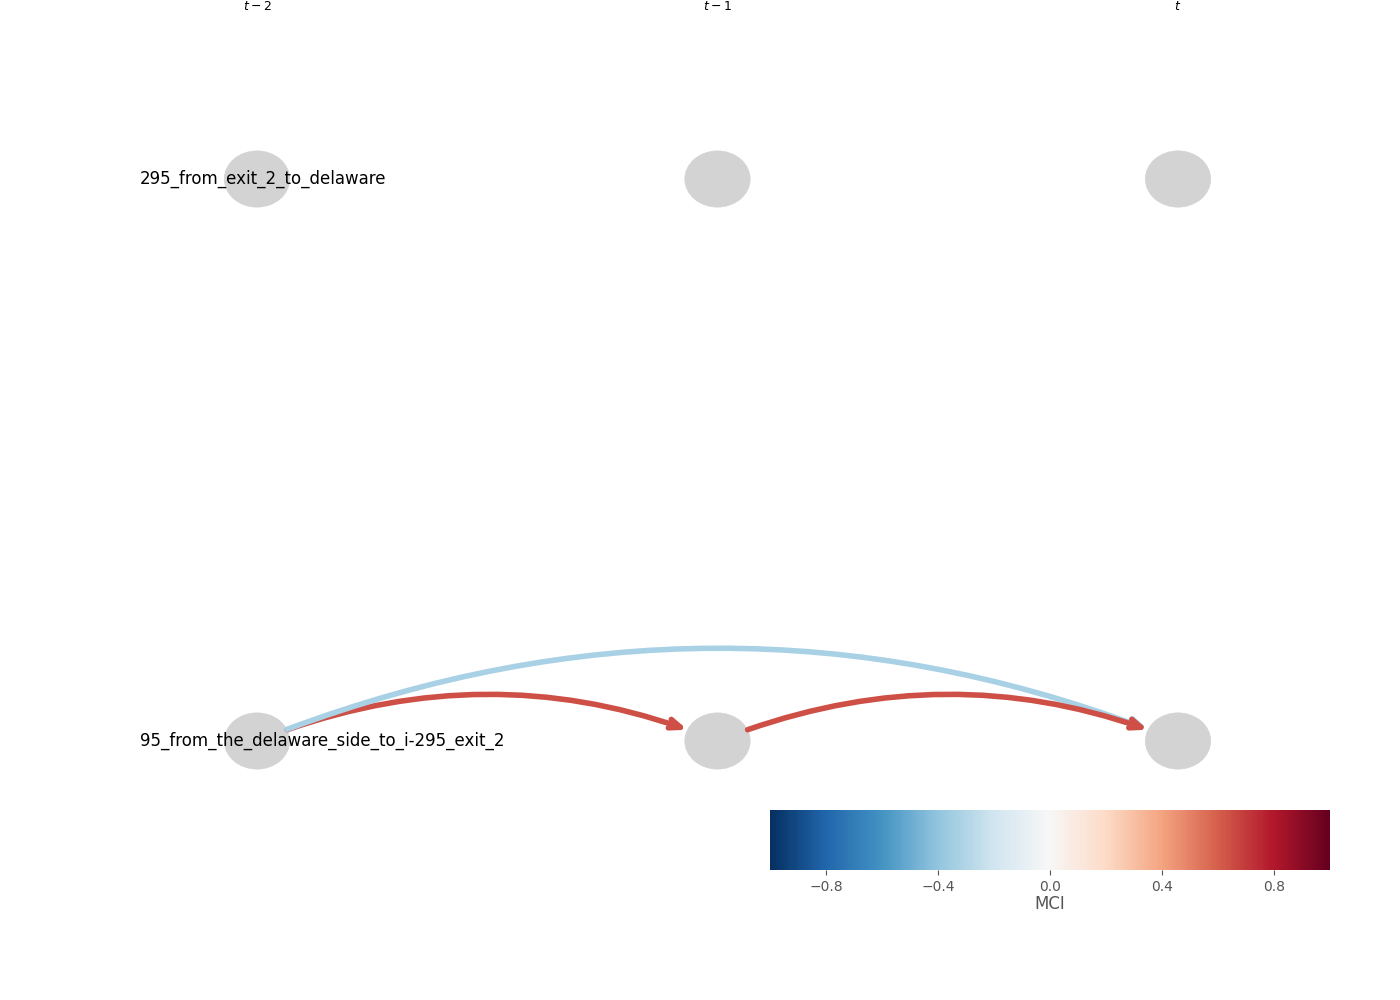 t − 2 t − 1 t
295_from_exit_2_to_delaware
95_from_the_delaware_side_to_i-295_exit_2
−0.8 −0.4 0.0 0.4 0.8
MCI